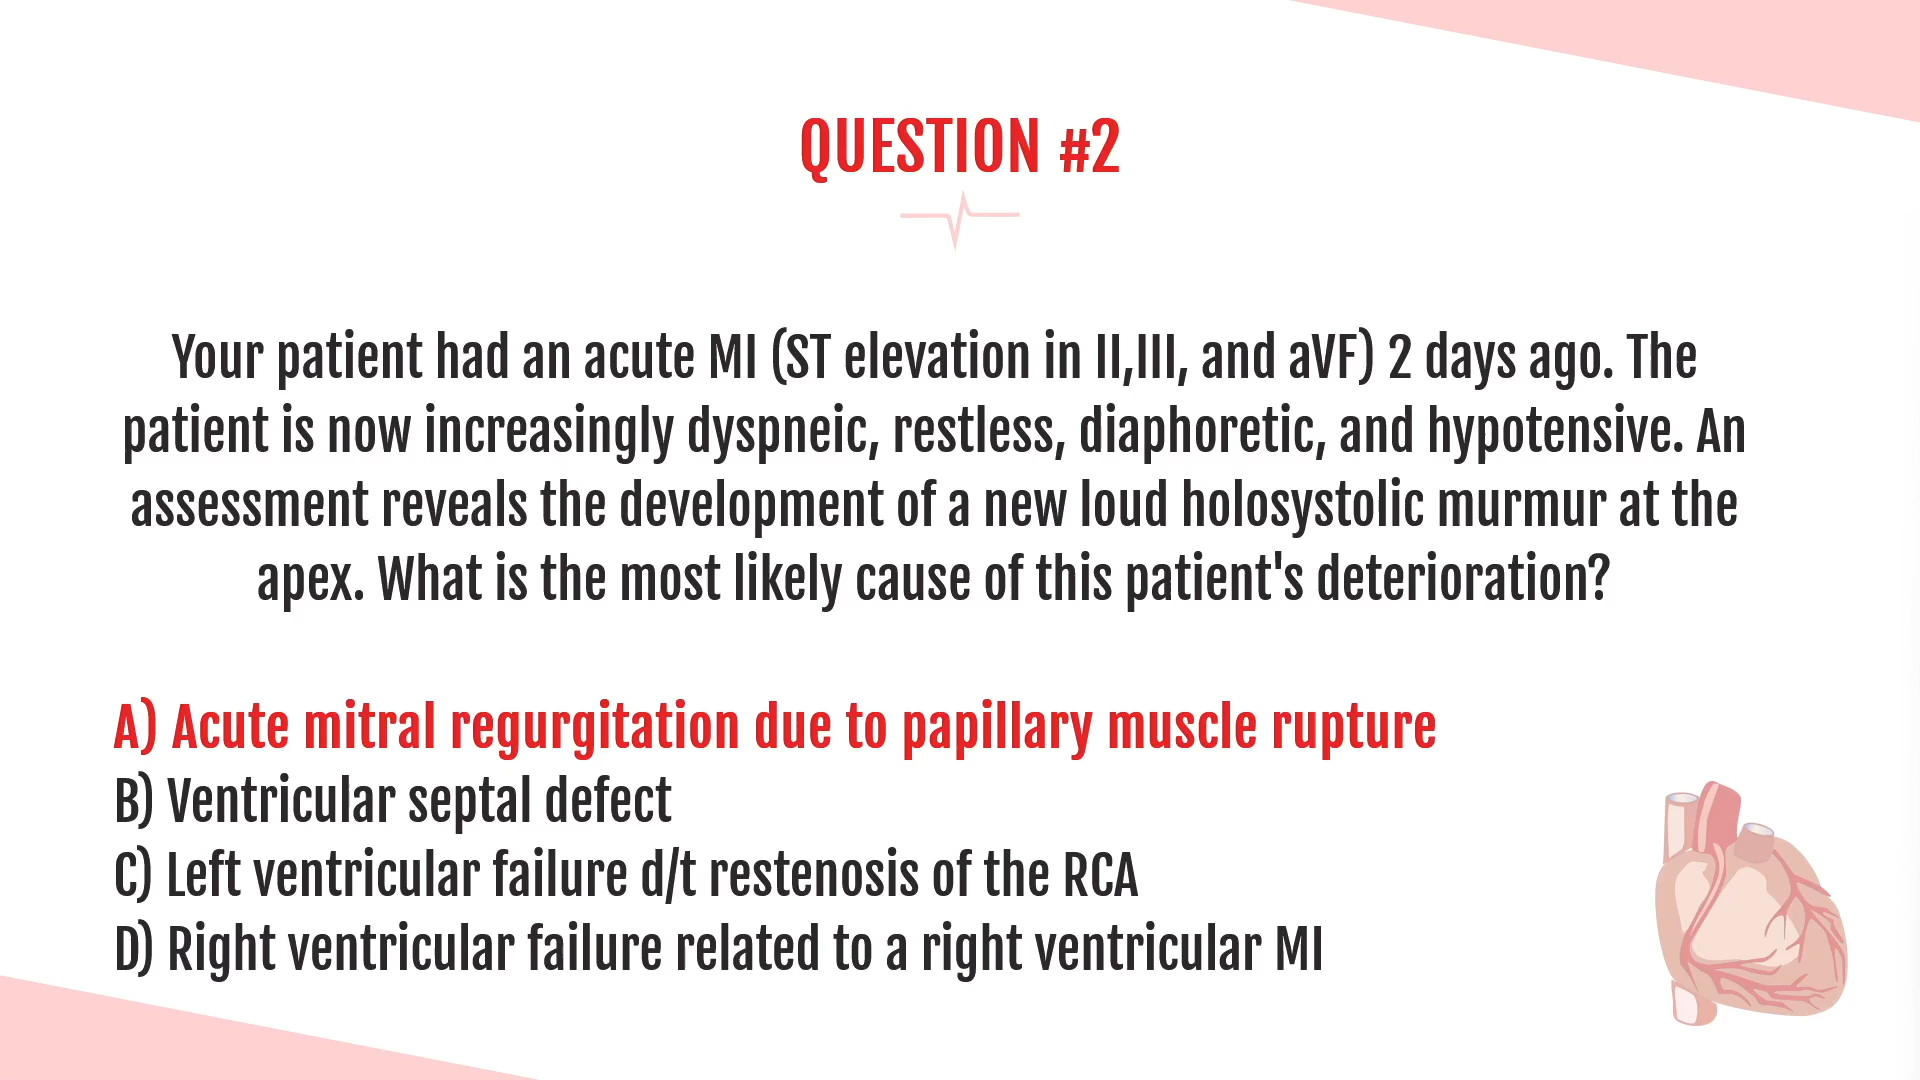 QUESTION #2
Your patient had an acute MI (ST elevation in II,III, and aVF) 2 days ago. The
patient is now increasingly dyspneic, restless, diaphoretic, and hypotensive. An
assessment reveals the development of a new loud holosystolic murmur at the
apex. What is the most likely cause of this patient's deterioration?
A) Acute mitral regurgitation due to papillary muscle rupture
B) Ventricular septal defect
C) Left ventricular failure d/t restenosis of the RCA
D) Right ventricular failure related to a right ventricular MI